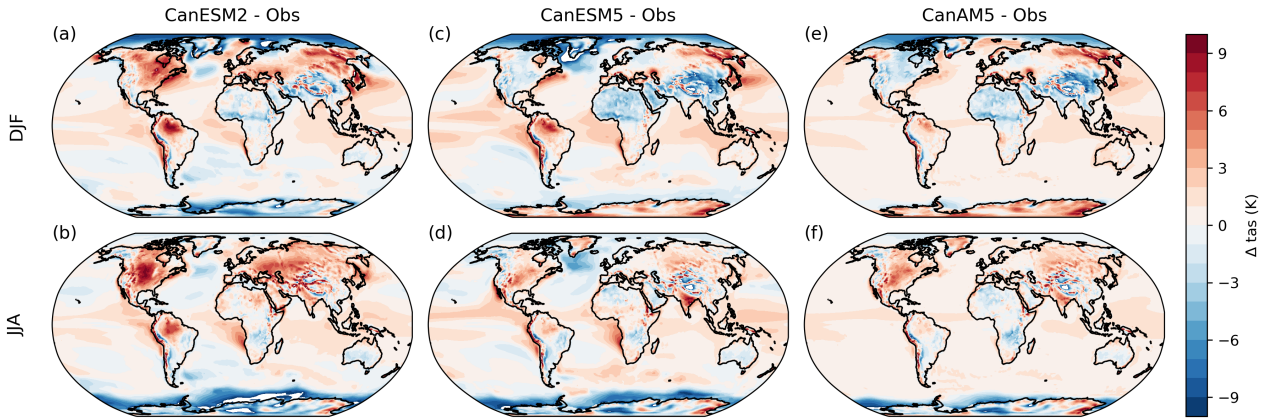 CanESM2 - Obs
CanESM5 - Obs
CanAM5 - Obs
(a)
(c)
(e)
DJF
(b)
(d)
(f)
JJA
9
6
3
0
−3
−6
−9
Δ tas (K)